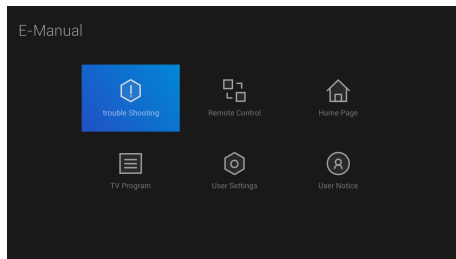 E-Manual
trouble Shooting
Remote Control
Home Page
TV Program
User Settings
User Notice